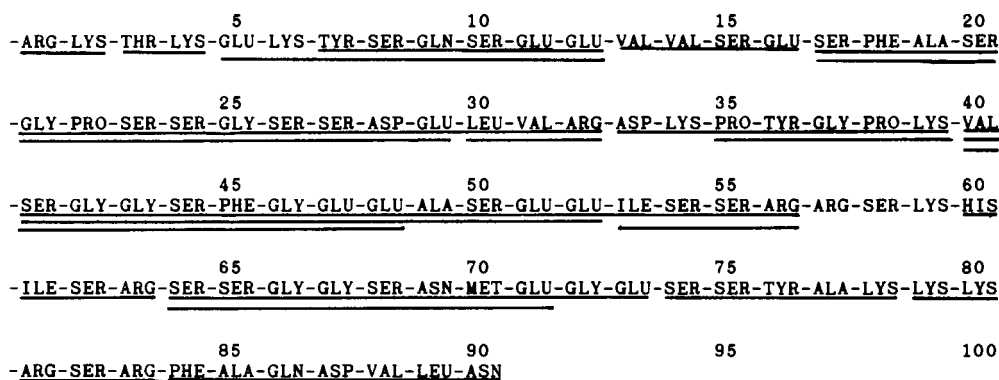 5 10 15 20
-ARG-LYS-THR-LYS-GLU-LYS-TYR-SER-GLN-SER-GLU-GLU-VAL-VAL-SER-GLU-SER-PHE-ALA-SER
25 30 35 40
-GLY-PRO-SER-SER-GLY-SER-SER-ASP-GLU-LEU-VAL-ARG-ASP-LYS-PRO-TYR-GLY-PRO-LYS-VAL
45 50 55 60
-SER-GLY-GLY-SER-PHE-GLY-GLU-GLU-ALA-SER-GLU-GLU-ILE-SER-SER-ARG-ARG-SER-LYS-HIS
65 70 75 80
-ILE-SER-ARG-SER-SER-GLY-GLY-SER-ASN-MET-GLU-GLY-GLU-SER-SER-TYR-ALA-LYS-LYS-LYS
85 90 95 100
-ARG-SER-ARG-PHE-ALA-GLN-ASP-VAL-LEU-ASN